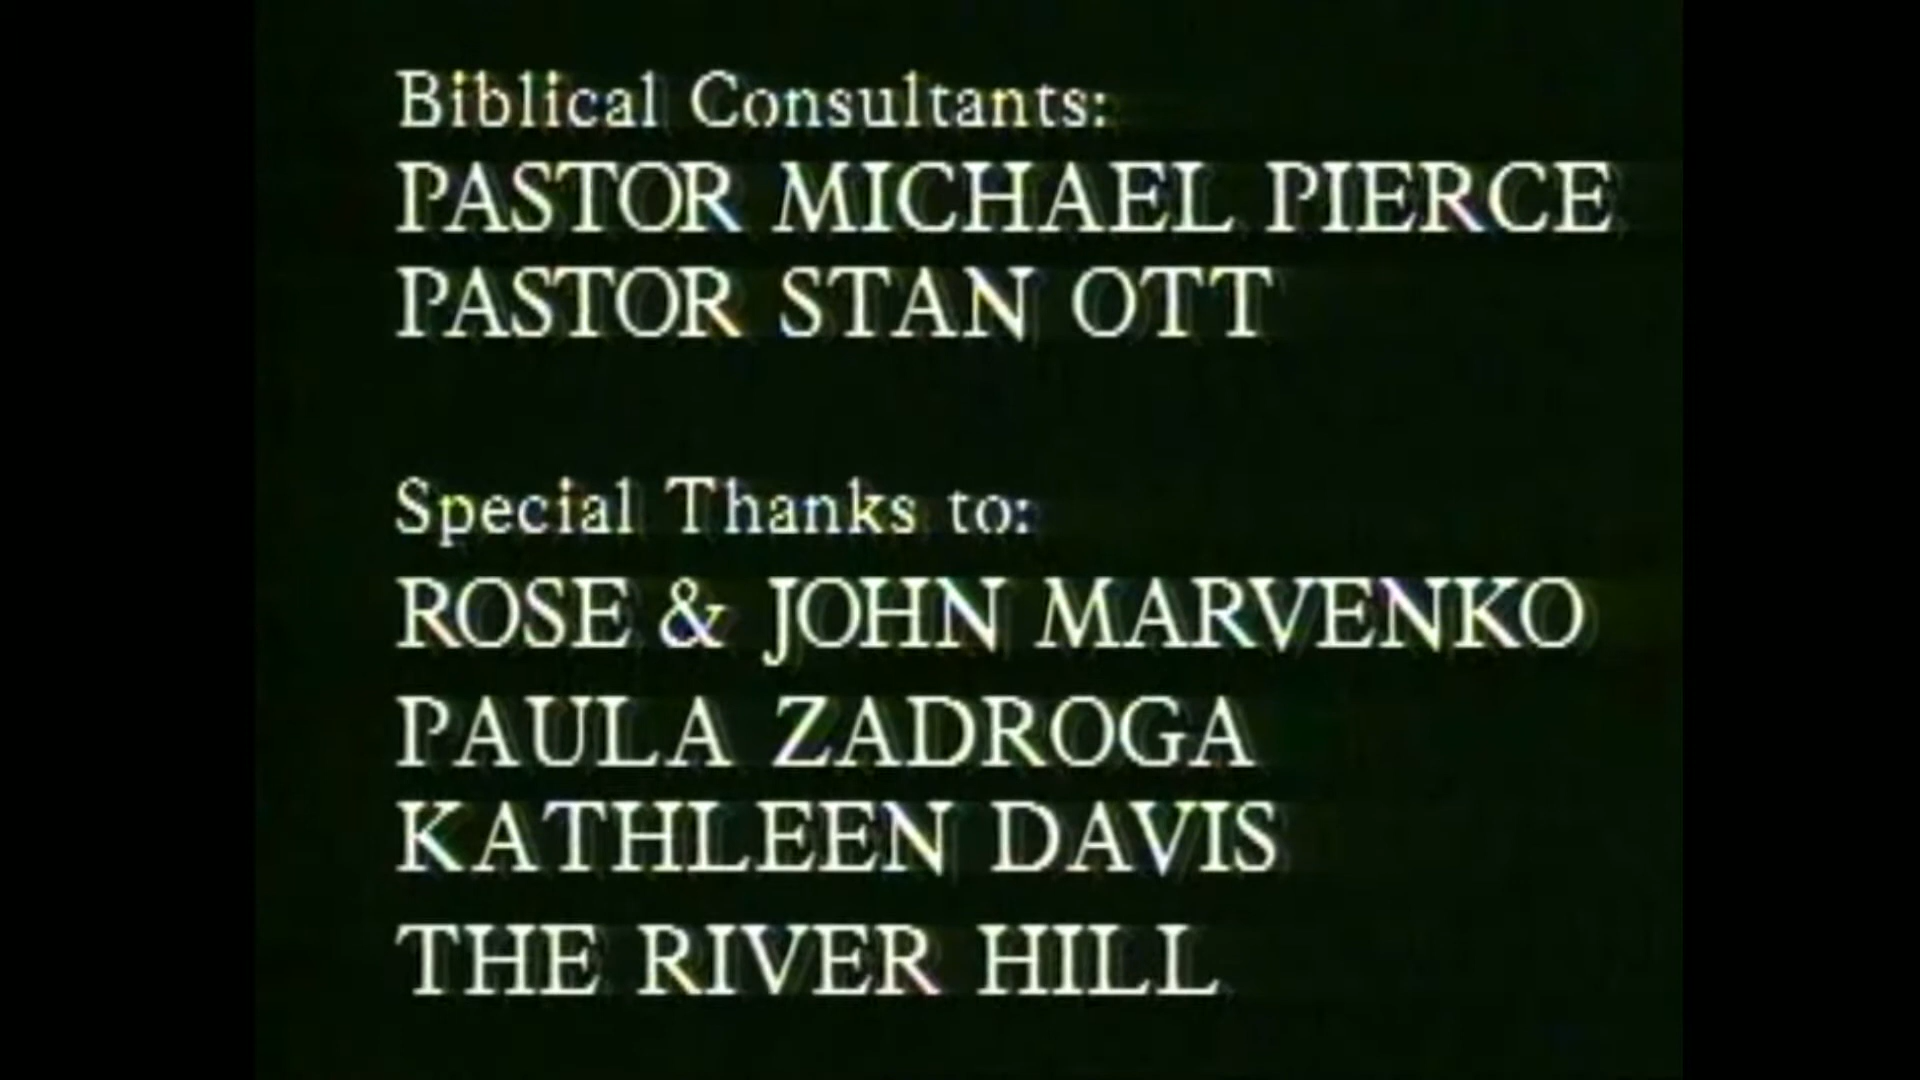 Biblical Consultants:
PASTOR MICHAEL PIERCE
PASTOR STAN OTT
Special Thanks to:
ROSE & JOHN MARVENKO
PAULA ZADROGA
KATHLEEN DAVIS
THE RIVER HILL